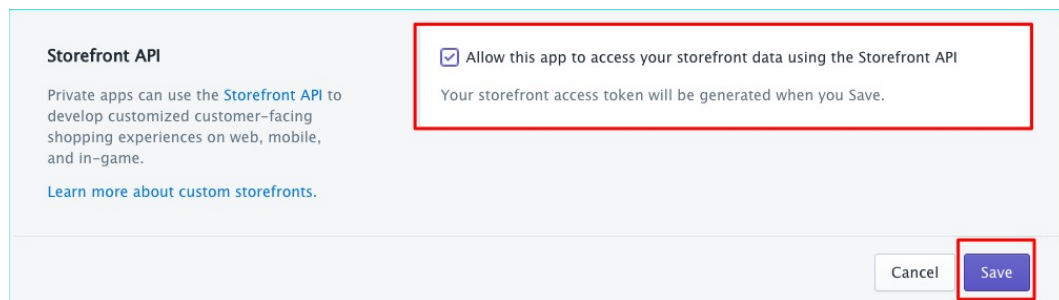 Storefront API
Private apps can use the Storefront API to
develop customized customer-facing
shopping experiences on web, mobile,
and in-game.
Learn more about custom storefronts.
Allow this app to access your storefront data using the Storefront API
Your storefront access token will be generated when you Save.
Cancel
Save